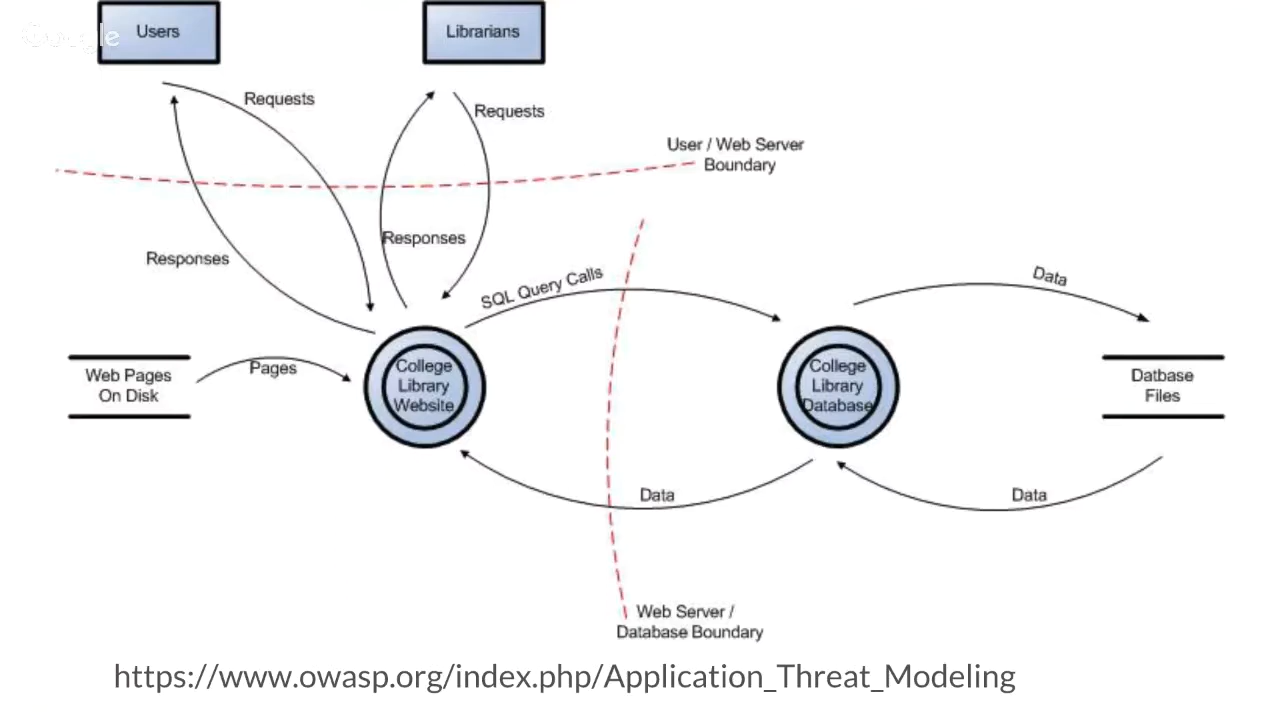 Google
Users
Librarians
Requests
Requests
User / Web Server
Boundary
Responses
Responses
SQL Query Calls
Data
Web Pages
On Disk
Pages
College
Library
Website
College
Library
Database
Datbase
Files
Data
Data
Web Server /
Database Boundary
https://www.owasp.org/index.php/Application_Threat_Modeling